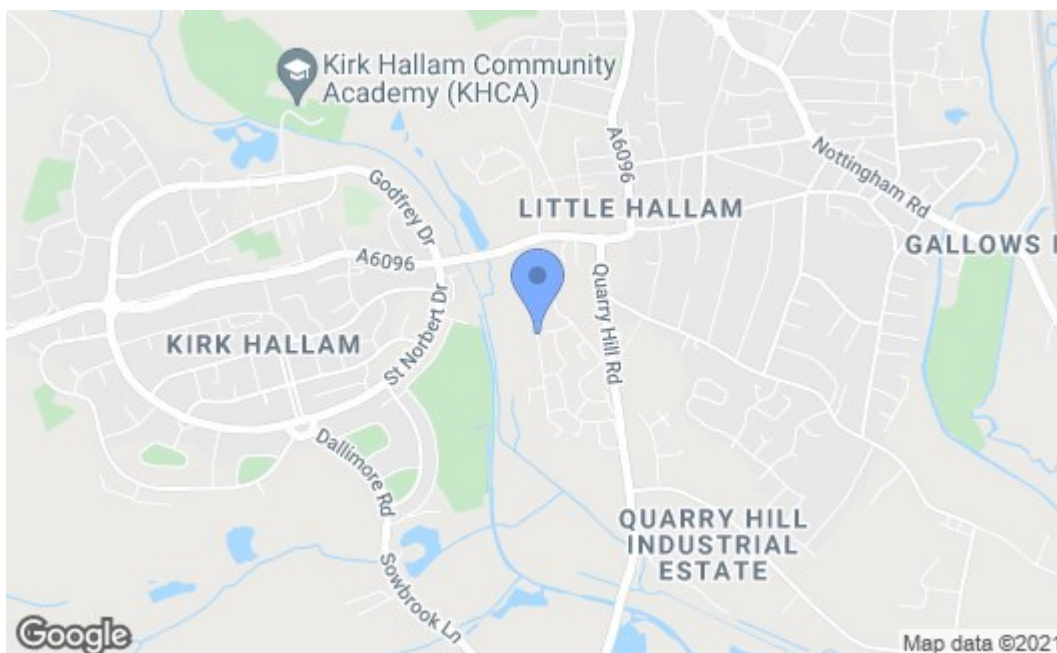 Kirk Hallam Community
Academy (KHCA)
A6096
Nottingham Rd
Godfrey Dr
LITTLE HALLAM
GALLOWS I
A6096
Quarry Hill Rd
KIRK HALLAM
St Norbert Dr
Dallimore Rd
QUARRY HILL
INDUSTRIAL
ESTATE
Sowbrook Ln
Google
Map data ©2021